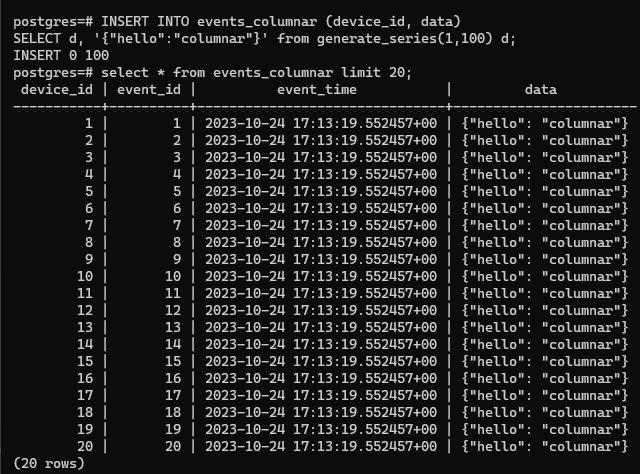 postgres=# INSERT INTO events_columnar (device_id, data)
SELECT d, '{"hello":"columnar"}' from generate_series(1,100) d;
INSERT 0 100
postgres=# select * from events_columnar limit 20;
 device_id | event_id |          event_time           |         data
-----------+----------+-------------------------------+----------------------
         1 |        1 | 2023-10-24 17:13:19.552457+00 | {"hello": "columnar"}
         2 |        2 | 2023-10-24 17:13:19.552457+00 | {"hello": "columnar"}
         3 |        3 | 2023-10-24 17:13:19.552457+00 | {"hello": "columnar"}
         4 |        4 | 2023-10-24 17:13:19.552457+00 | {"hello": "columnar"}
         5 |        5 | 2023-10-24 17:13:19.552457+00 | {"hello": "columnar"}
         6 |        6 | 2023-10-24 17:13:19.552457+00 | {"hello": "columnar"}
         7 |        7 | 2023-10-24 17:13:19.552457+00 | {"hello": "columnar"}
         8 |        8 | 2023-10-24 17:13:19.552457+00 | {"hello": "columnar"}
         9 |        9 | 2023-10-24 17:13:19.552457+00 | {"hello": "columnar"}
        10 |       10 | 2023-10-24 17:13:19.552457+00 | {"hello": "columnar"}
        11 |       11 | 2023-10-24 17:13:19.552457+00 | {"hello": "columnar"}
        12 |       12 | 2023-10-24 17:13:19.552457+00 | {"hello": "columnar"}
        13 |       13 | 2023-10-24 17:13:19.552457+00 | {"hello": "columnar"}
        14 |       14 | 2023-10-24 17:13:19.552457+00 | {"hello": "columnar"}
        15 |       15 | 2023-10-24 17:13:19.552457+00 | {"hello": "columnar"}
        16 |       16 | 2023-10-24 17:13:19.552457+00 | {"hello": "columnar"}
        17 |       17 | 2023-10-24 17:13:19.552457+00 | {"hello": "columnar"}
        18 |       18 | 2023-10-24 17:13:19.552457+00 | {"hello": "columnar"}
        19 |       19 | 2023-10-24 17:13:19.552457+00 | {"hello": "columnar"}
        20 |       20 | 2023-10-24 17:13:19.552457+00 | {"hello": "columnar"}
(20 rows)